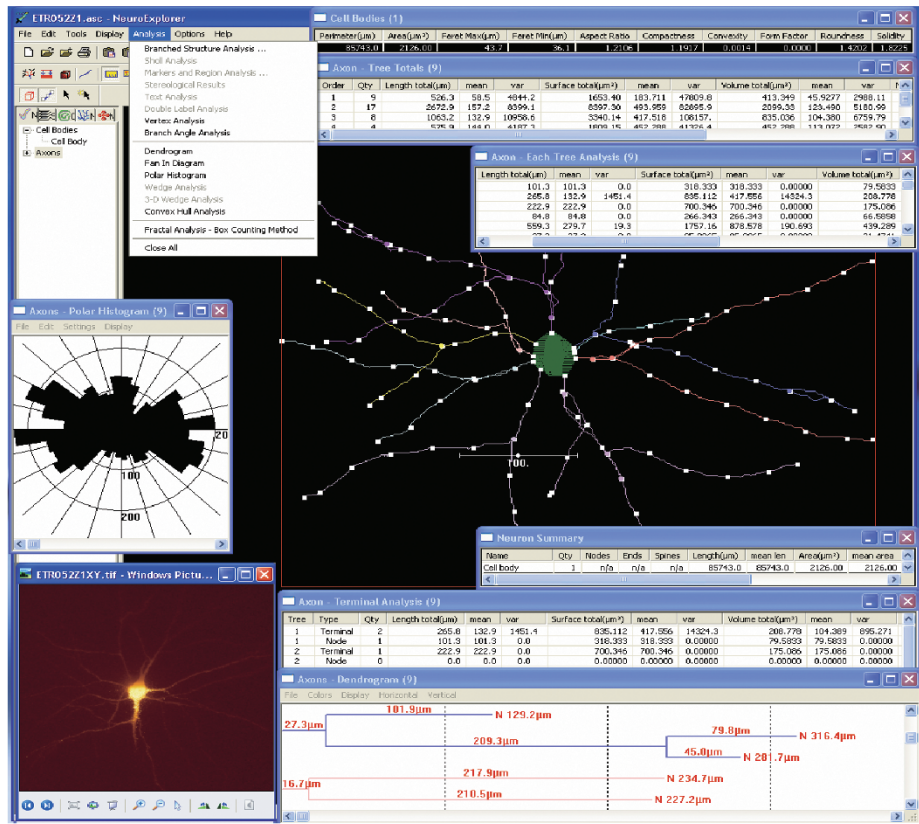 ETR052Z1.asc - NeuroExplorer
File Edit Tools Display Analysis Options Help
Branched Structure Analysis ...
Sholl Analysis
Markers and Region Analysis ...
Stereological Results
Text Analysis
Double Label Analysis
Vertex Analysis
Branch Angle Analysis
Dendrogram
Fan In Diagram
Polar Histogram
Wedge Analysis
3-D Wedge Analysis
Convex Hull Analysis
Fractal Analysis - Box Counting Method
Close All
Cell Bodies
Cell Body
Axons
Cell Bodies (1)
Perimeter(µm) Area(µm²) Feret Max(µm) Feret Min(µm) Aspect Ratio Compactness Convexity Form Factor Roundness Solidity
85743.0 2126.00 43.7 36.1 1.2106 1.1917 0.0014 0.0000 1.4202 1.8225
Axon - Tree Totals (9)
Order Qty Length total(µm) mean var Surface total(µm²) mean var Volume total(µm³) mean var
1 9 526.3 58.5 4844.2 1653.40 183.711 47809.8 413.349 45.9277 2988.11
2 17 2672.9 157.2 8399.1 8397.30 493.959 82895.9 123.490 5180.99
3 8 1063.2 132.9 10958.6 3340.14 417.518 108157. 835.036 104.380 6759.79
Axon - Each Tree Analysis (9)
Length total(µm) mean var Surface total(µm²) mean var Volume total(µm³)
101.3 101.3 0.0 318.333 318.333 0.00000 79.5833
265.8 132.9 1451.4 835.112 417.556 14324.3 208.778
222.9 222.9 0.0 700.346 700.346 0.00000 175.086
84.8 84.8 0.0 266.343 266.343 0.00000 66.5858
559.3 279.7 19.3 1757.16 878.578 190.693 439.289
100.
Axons - Polar Histogram (9)
File Edit Settings Display
20
100
200
Neuron Summary
Name Qty Nodes Ends Spines Length(µm) mean len Area(µm²) mean area
Cell body 1 n/a n/a n/a 85743.0 85743.0 2126.00 2126.00
ETR052Z1XY.tif - Windows Pictu...
Axon - Terminal Analysis (9)
Tree Type Qty Length total(µm) mean var Surface total(µm²) mean var Volume total(µm³) mean var
1 Terminal 2 265.8 132.9 1451.4 835.112 417.556 14324.3 208.778 104.389 895.271
1 Node 1 101.3 101.3 0.0 318.333 318.333 0.00000 79.5833 79.5833 0.00000
2 Terminal 1 222.9 222.9 0.0 700.346 700.346 0.00000 175.086 175.086 0.00000
2 Node 0 0.0 0.0 0.0 0.00000 0.00000 0.00000 0.00000 0.00000 0.00000
Axons - Dendrogram (9)
File Colors Display Horizontal Vertical
101.9µm
27.3µm
N 129.2µm
79.8µm
209.3µm
N 316.4µm
45.0µm
N 281.7µm
217.9µm
16.7µm
N 234.7µm
210.5µm
N 227.2µm